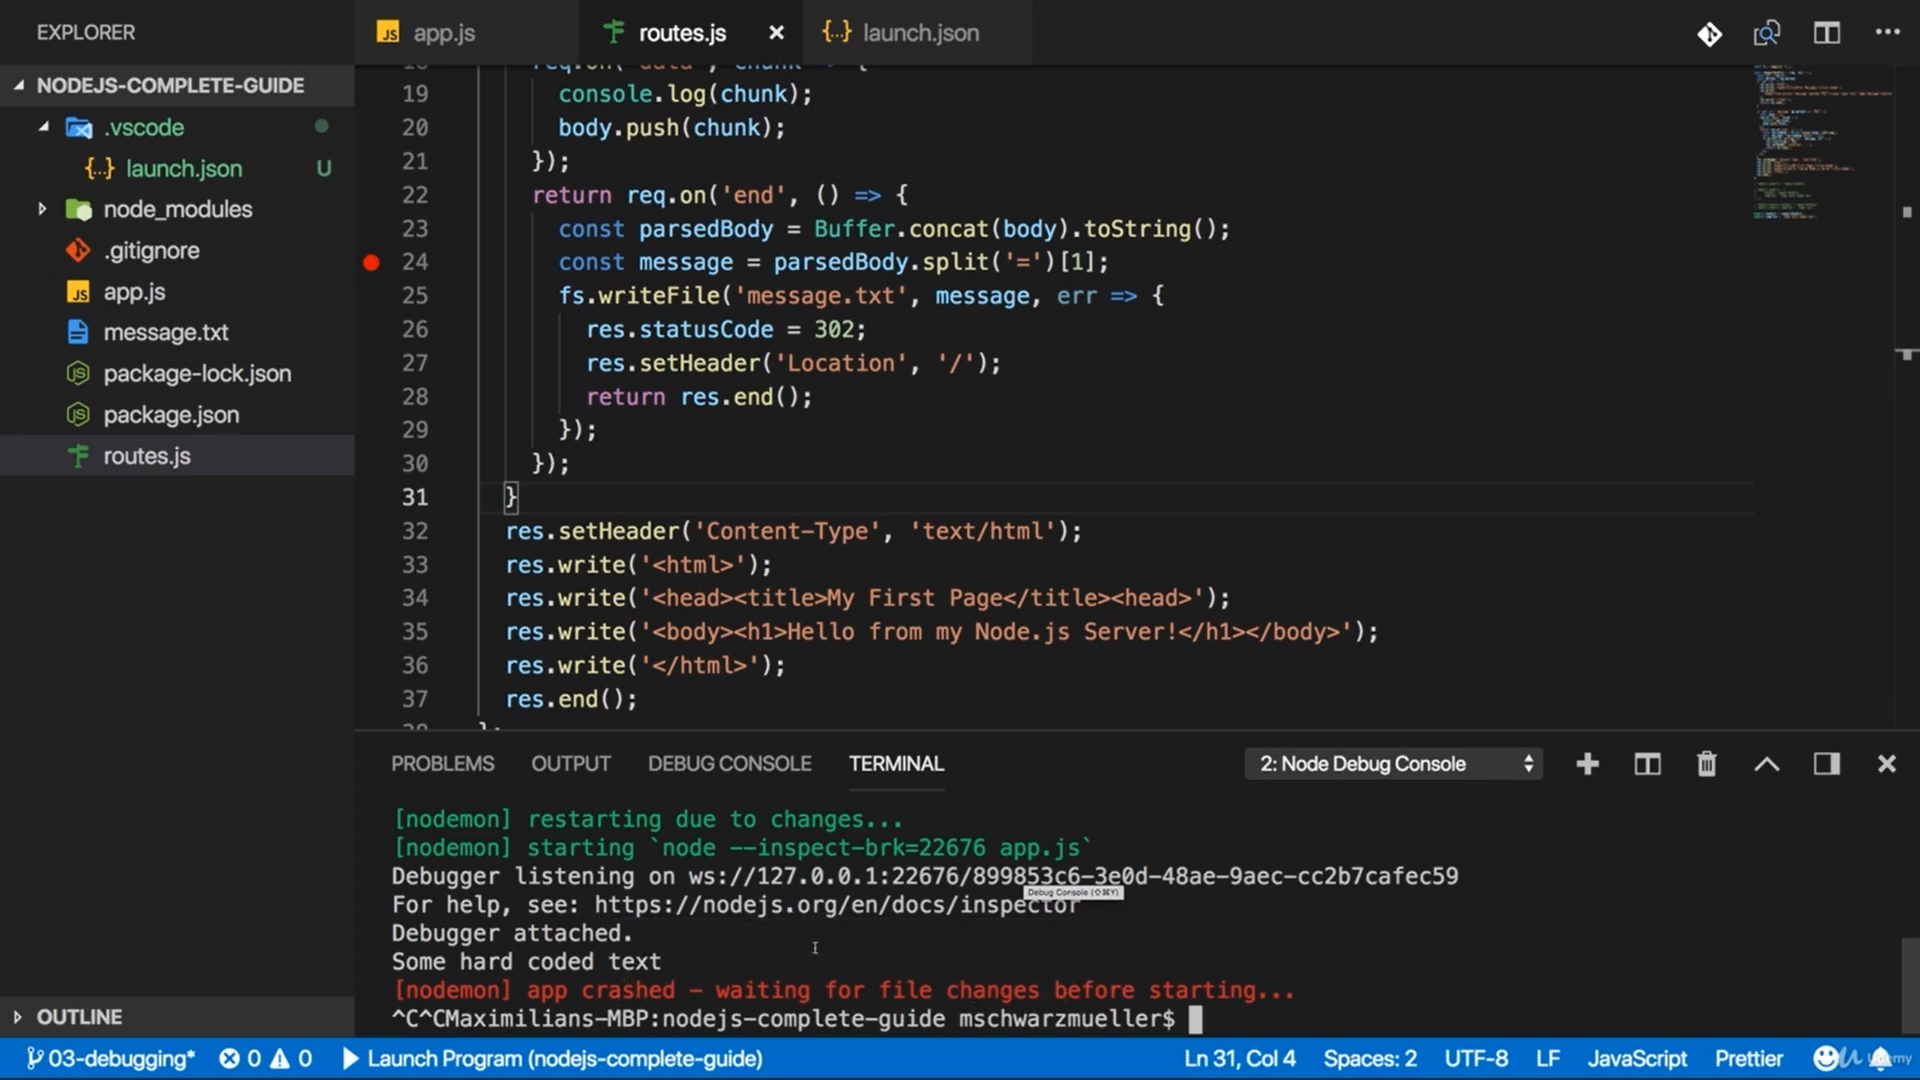 EXPLORER
app.js
routes.js
launch.json
NODEJS-COMPLETE-GUIDE
.vscode
launch.json U
node_modules
.gitignore
app.js
message.txt
package-lock.json
package.json
routes.js
OUTLINE
18 req.on('data', chunk => {
19 console.log(chunk);
20 body.push(chunk);
21 });
22 return req.on('end', () => {
23 const parsedBody = Buffer.concat(body).toString();
24 const message = parsedBody.split('=')[1];
25 fs.writeFile('message.txt', message, err => {
26 res.statusCode = 302;
27 res.setHeader('Location', '/');
28 return res.end();
29 });
30 });
31 }
32 res.setHeader('Content-Type', 'text/html');
33 res.write('<html>');
34 res.write('<head><title>My First Page</title><head>');
35 res.write('<body><h1>Hello from my Node.js Server!</h1></body>');
36 res.write('</html>');
37 res.end();
38 };
PROBLEMS OUTPUT DEBUG CONSOLE TERMINAL 2: Node Debug Console
[nodemon] restarting due to changes...
[nodemon] starting `node --inspect-brk=22676 app.js`
Debugger listening on ws://127.0.0.1:22676/899853c6-3e0d-48ae-9aec-cc2b7cafec59
Debug Console (⇧⌘Y)
For help, see: https://nodejs.org/en/docs/inspector
Debugger attached.
Some hard coded text
[nodemon] app crashed - waiting for file changes before starting...
^C^CMaximilians-MBP:nodejs-complete-guide mschwarzmueller$
03-debugging* 0 0 Launch Program (nodejs-complete-guide) Ln 31, Col 4 Spaces: 2 UTF-8 LF JavaScript Prettier
Udemy